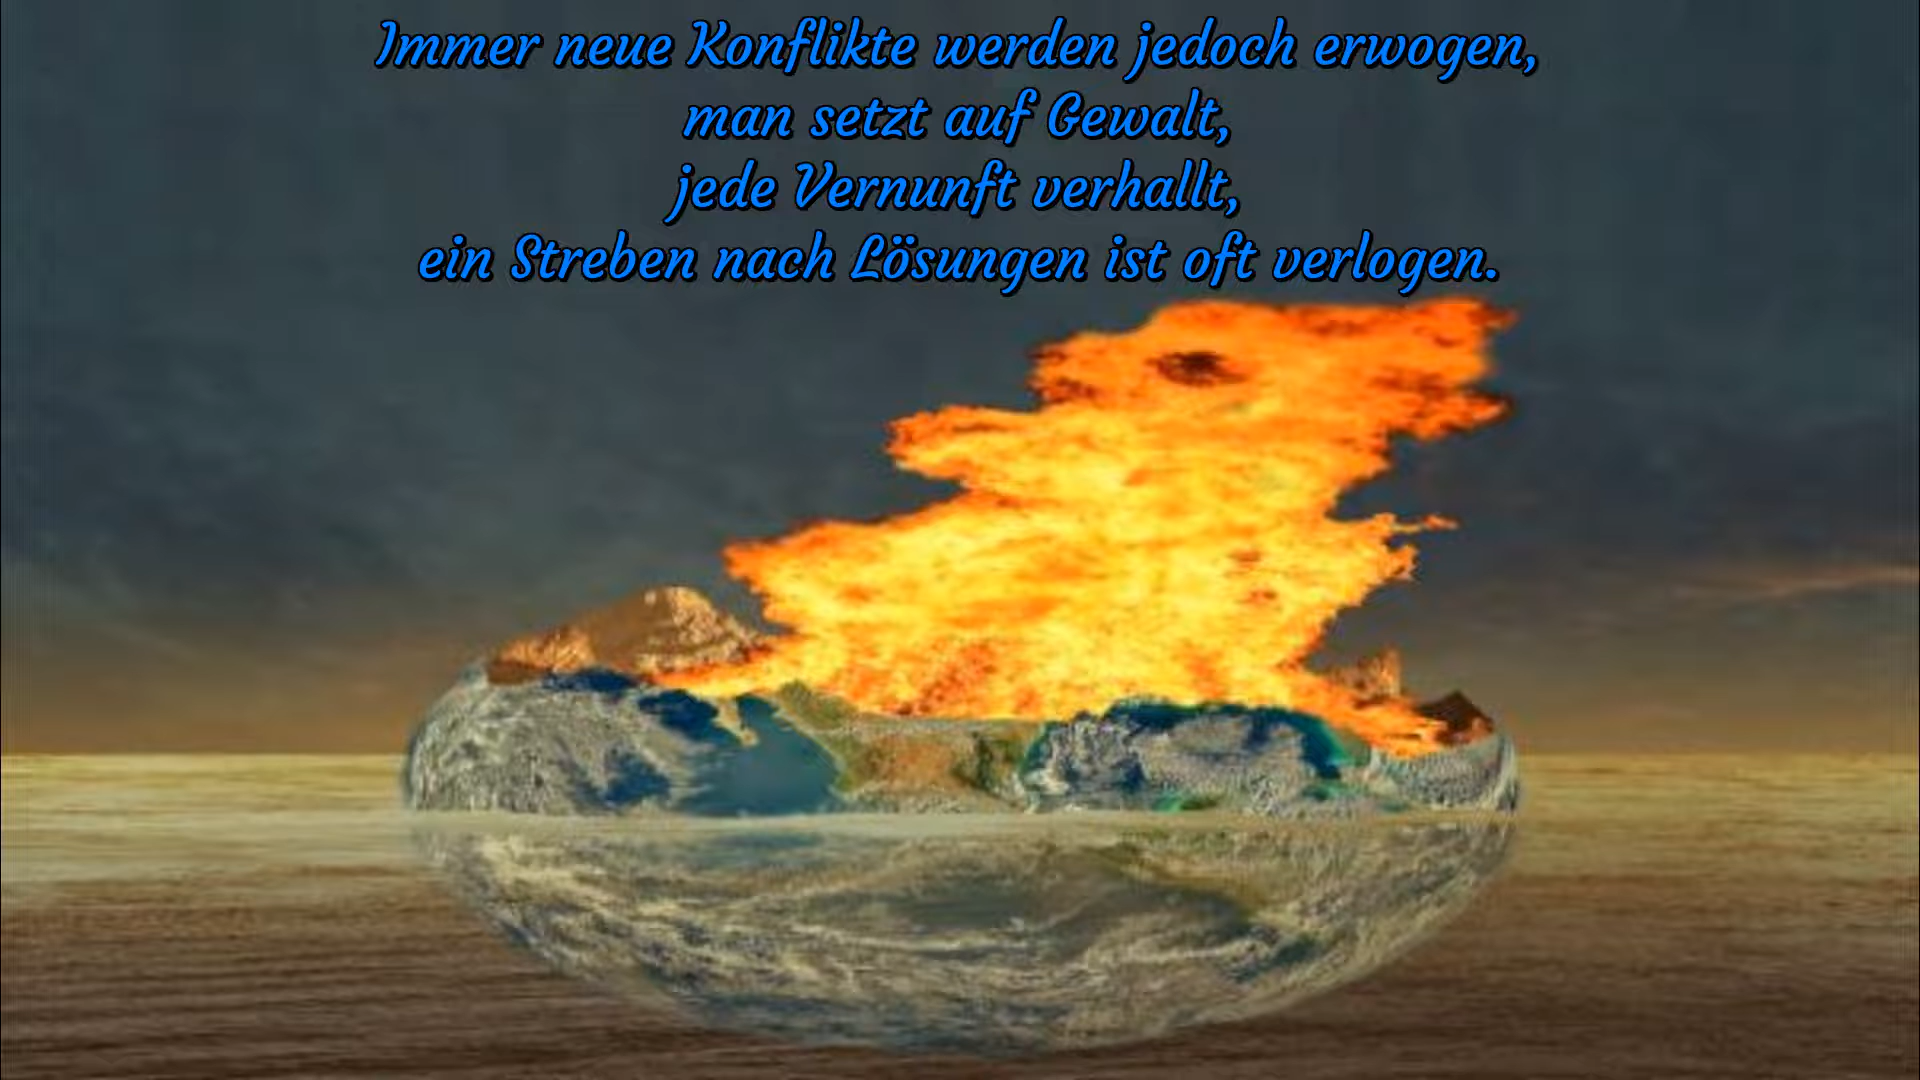 Immer neue Konflikte werden jedoch erwogen,
man setzt auf Gewalt,
jede Vernunft verhallt,
ein Streben nach Lösungen ist oft verlogen.